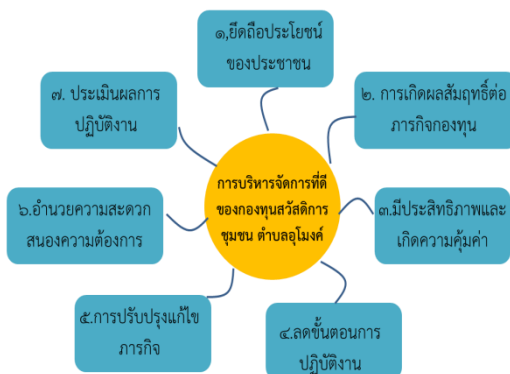 ๑,ยึดถือประโยชน์
ของประชาชน
๒. การเกิดผลสัมฤทธิ์ต่อ
ภารกิจกองทุน
๓.มีประสิทธิภาพและ
เกิดความคุ้มค่า
๔.ลดขั้นตอนการ
ปฏิบัติงาน
๕.การปรับปรุงแก้ไข
ภารกิจ
๖.อำนวยความสะดวก
สนองความต้องการ
๗. ประเมินผลการ
ปฏิบัติงาน
การบริหารจัดการที่ดี
ของกองทุนสวัสดิการ
ชุมชน ตำบลอุโมงค์